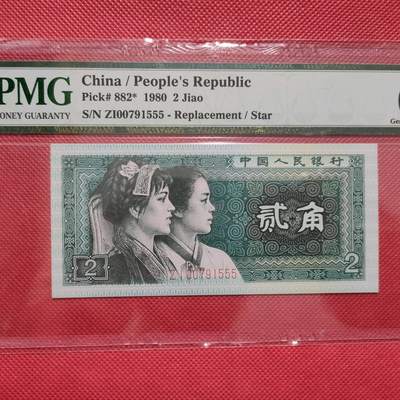 PMG
MONEY GUARANTY
China / People's Republic
Pick# 882* 1980 2 Jiao
S/N ZI00791555 - Replacement / Star
中国人民银行
贰角
ZI00791555
2
2